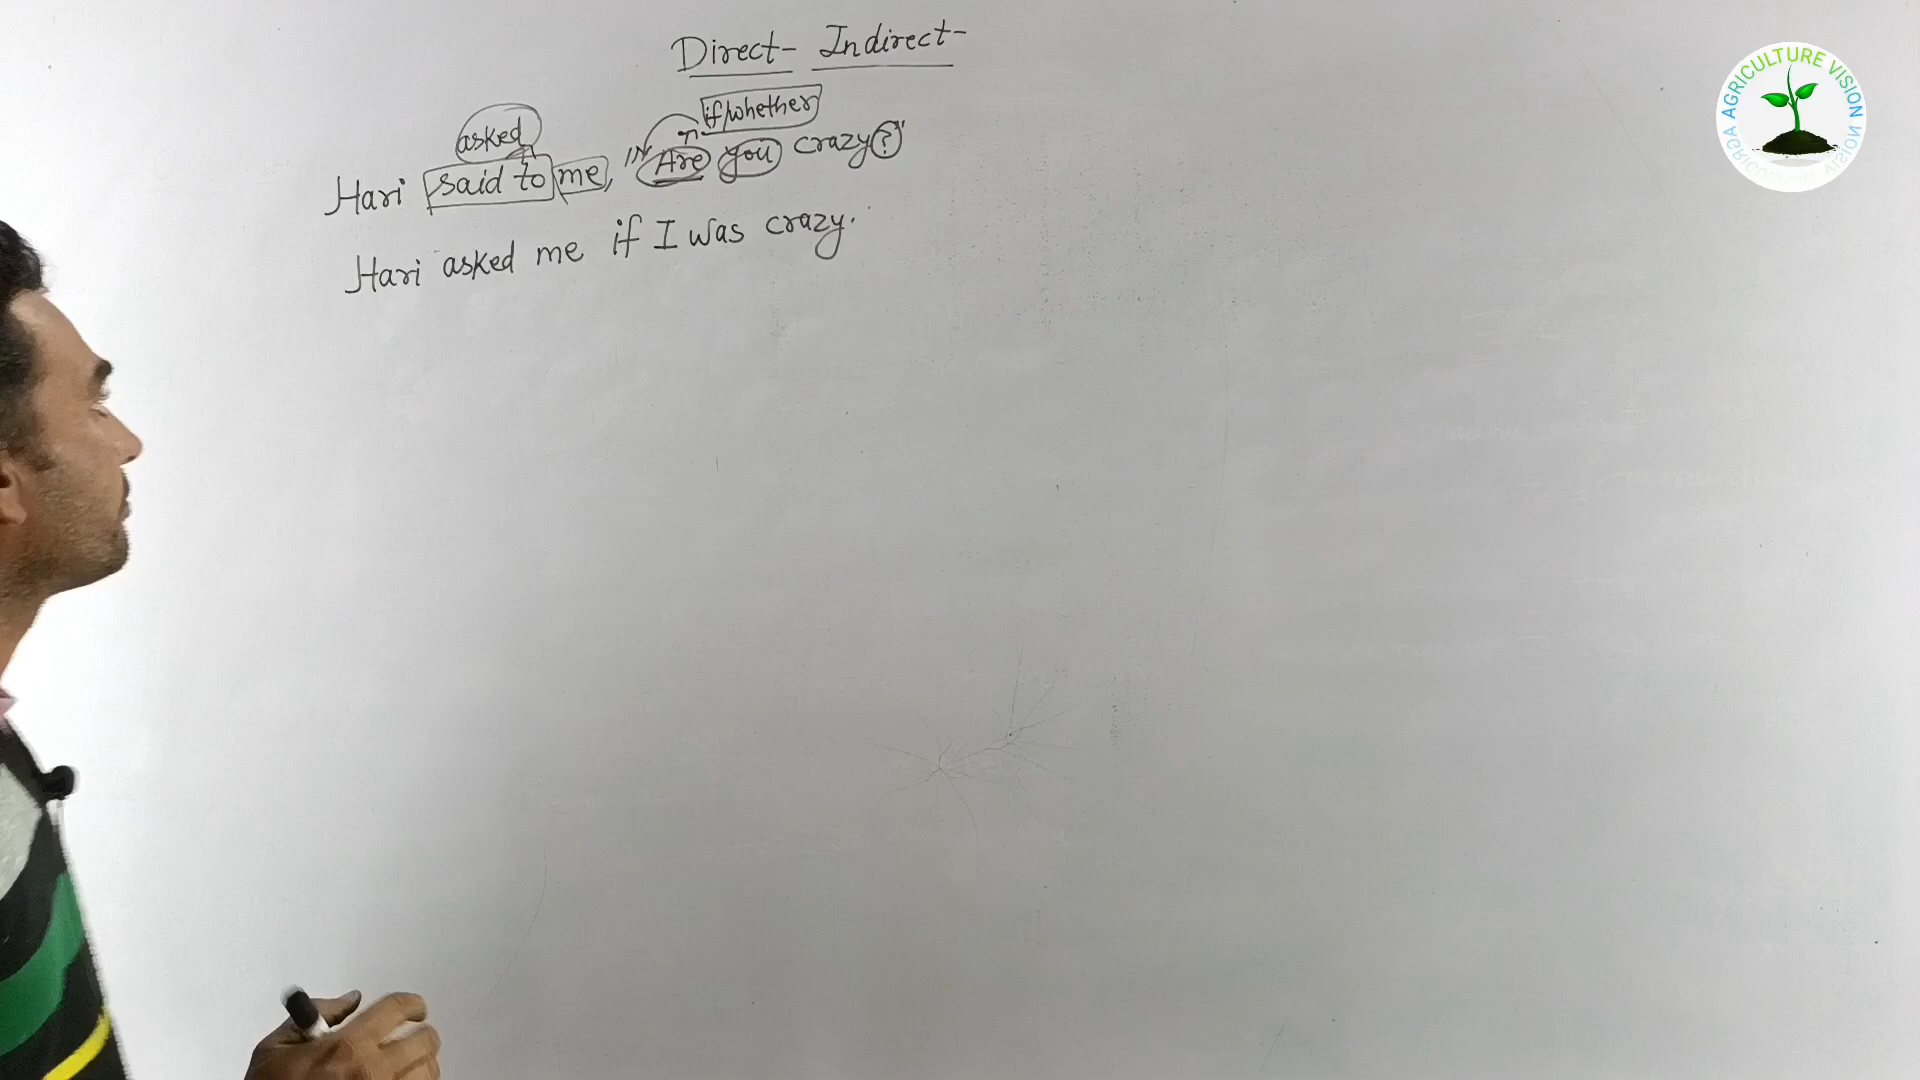 Direct- Indirect-
if/whether
asked
Hari said to me, "Are you crazy?"
Hari asked me if I was crazy.
AGRICULTURE VISION